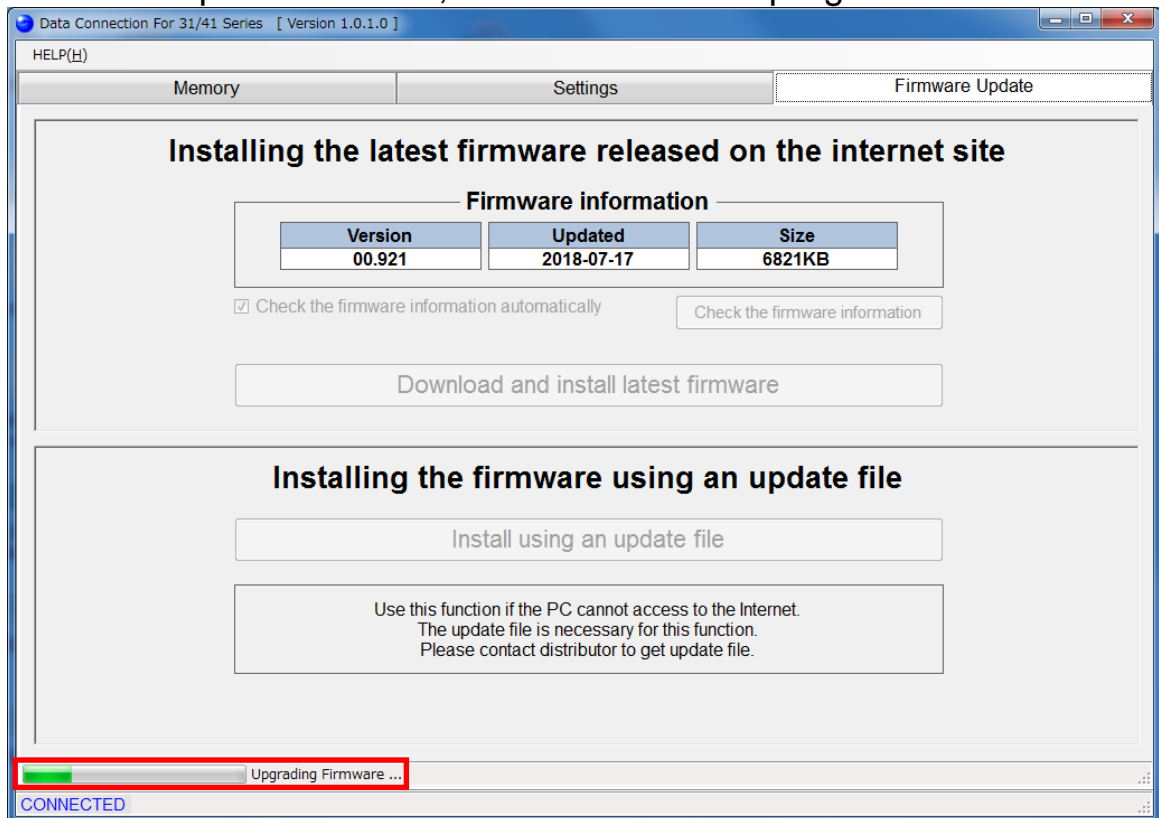 Data Connection For 31/41 Series [ Version 1.0.1.0 ]
HELP(H)
Memory Settings Firmware Update
Installing the latest firmware released on the internet site
Firmware information
Version Updated Size
00.921 2018-07-17 6821KB
Check the firmware information automatically Check the firmware information
Download and install latest firmware
Installing the firmware using an update file
Install using an update file
Use this function if the PC cannot access to the Internet.
The update file is necessary for this function.
Please contact distributor to get update file.
Upgrading Firmware ...
CONNECTED